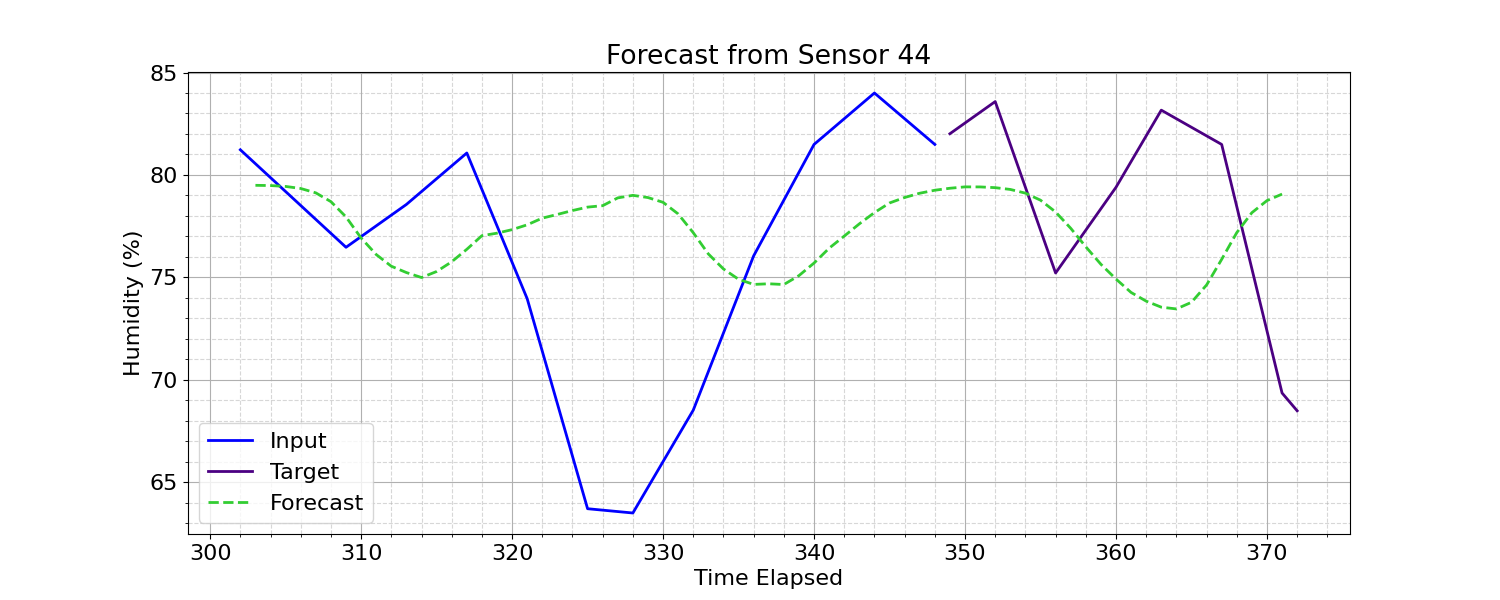 Forecast from Sensor 44
Humidity (%)
85
80
75
70
65
Input
Target
Forecast
300 310 320 330 340 350 360 370
Time Elapsed